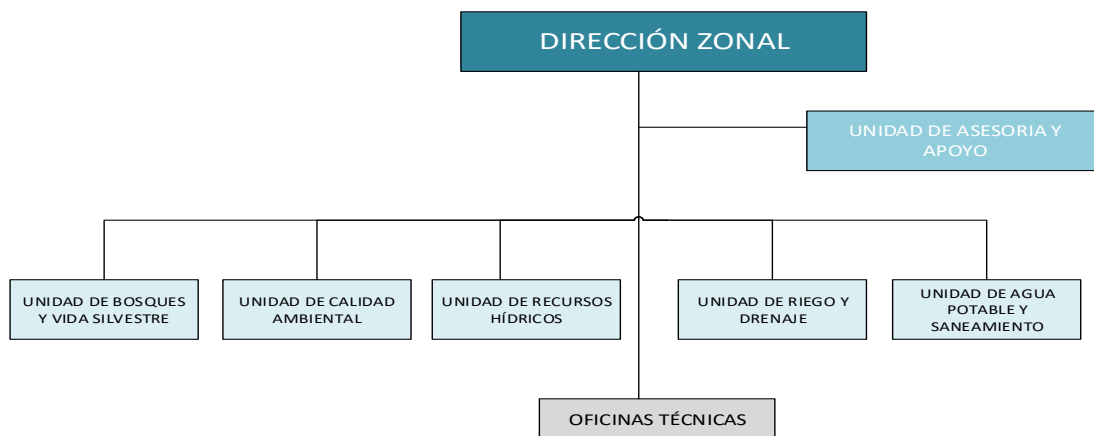 DIRECCIÓN ZONAL
UNIDAD DE ASESORIA Y
APOYO
UNIDAD DE BOSQUES
Y VIDA SILVESTRE
UNIDAD DE CALIDAD
AMBIENTAL
UNIDAD DE RECURSOS
HÍDRICOS
UNIDAD DE RIEGO Y
DRENAJE
UNIDAD DE AGUA
POTABLE Y
SANEAMIENTO
OFICINAS TÉCNICAS